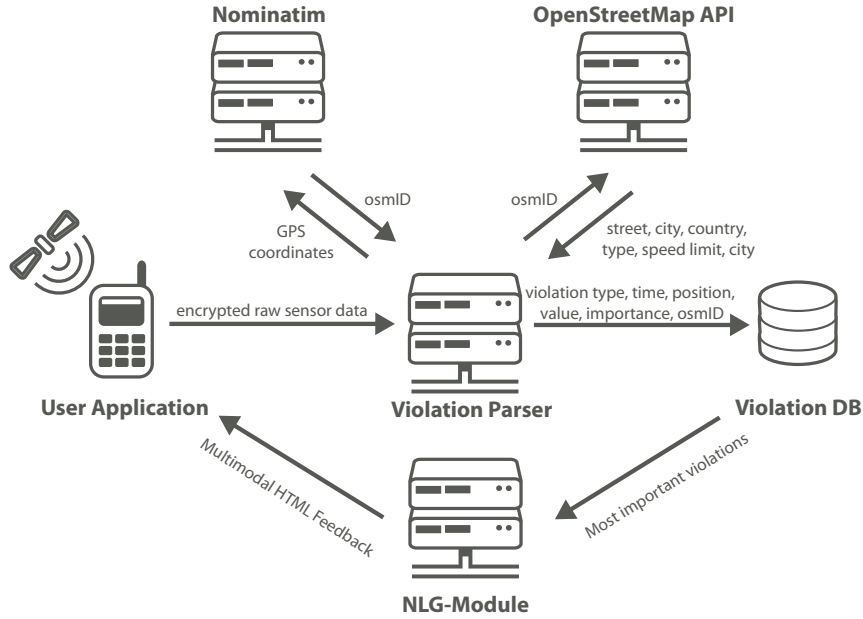 Nominatim
OpenStreetMap API
osmID
osmID
GPS
coordinates
street, city, country,
type, speed limit, city
encrypted raw sensor data
violation type, time, position,
value, importance, osmID
User Application
Violation Parser
Violation DB
Multimodal HTML Feedback
Most important violations
NLG-Module